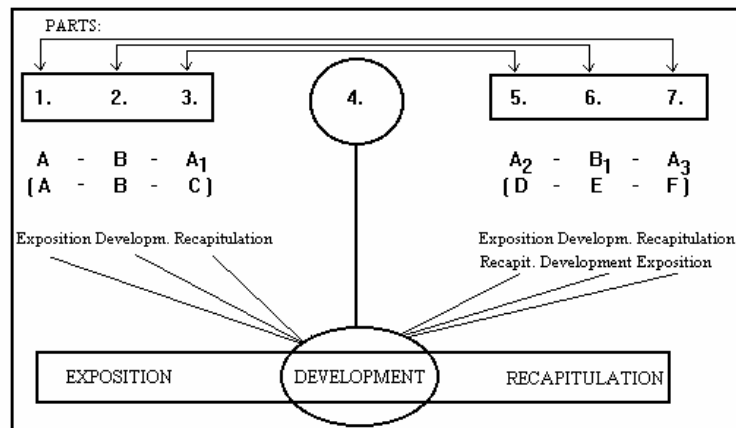 PARTS:
1. 2. 3. 4. 5. 6. 7.
A - B - A1 A2 - B1 - A3
(A - B - C) (D - E - F)
Exposition Developm. Recapitulation Exposition Developm. Recapitulation
Recapit. Development Exposition
EXPOSITION DEVELOPMENT RECAPITULATION